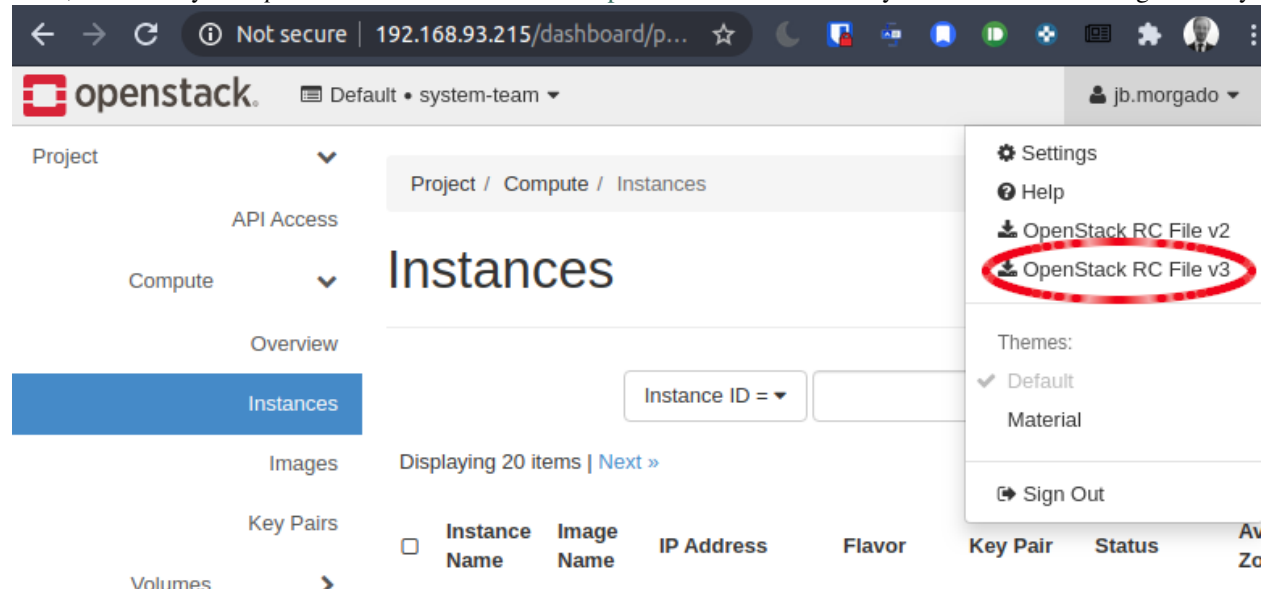 Not secure | 192.168.93.215/dashboard/p...
openstack. Default • system-team jb.morgado
Project
API Access
Compute
Overview
Instances
Images
Key Pairs
Volumes
Project / Compute / Instances
Instances
Instance ID =
Displaying 20 items | Next »
Instance Name Image Name IP Address Flavor Key Pair Status
Settings
Help
OpenStack RC File v2
OpenStack RC File v3
Themes:
Default
Material
Sign Out